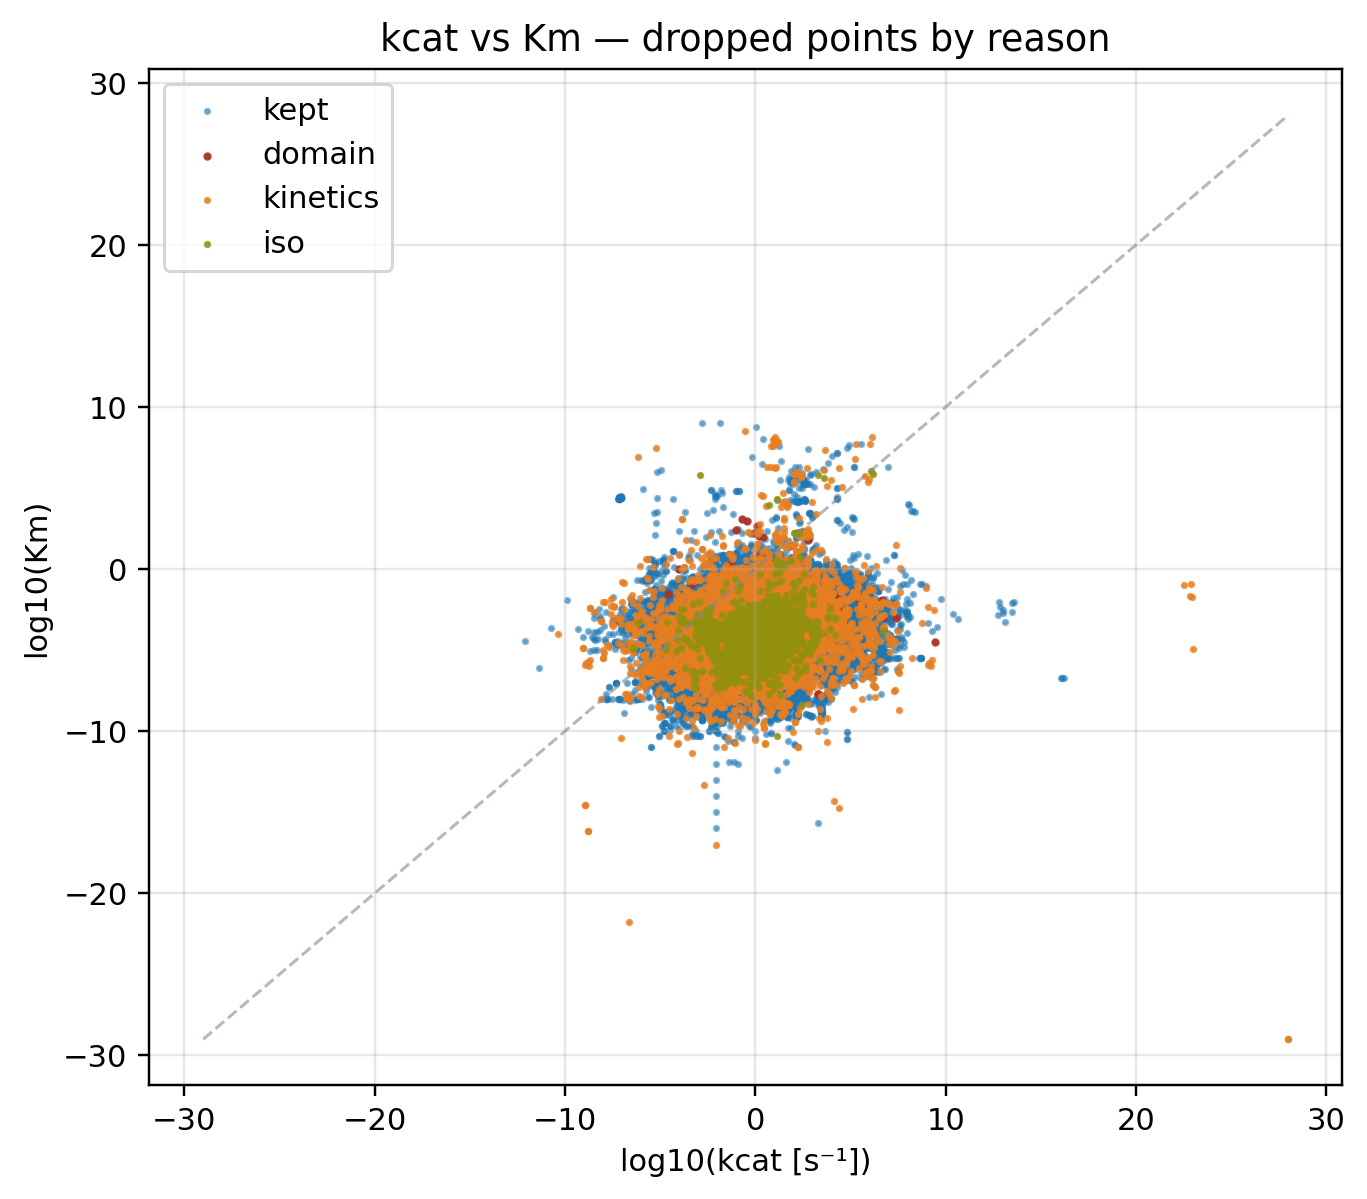 kcat vs Km — dropped points by reason
kept
domain
kinetics
iso
30
20
10
0
−10
−20
−30
log10(Km)
−30
−20
−10
0
10
20
30
log10(kcat [s⁻¹])